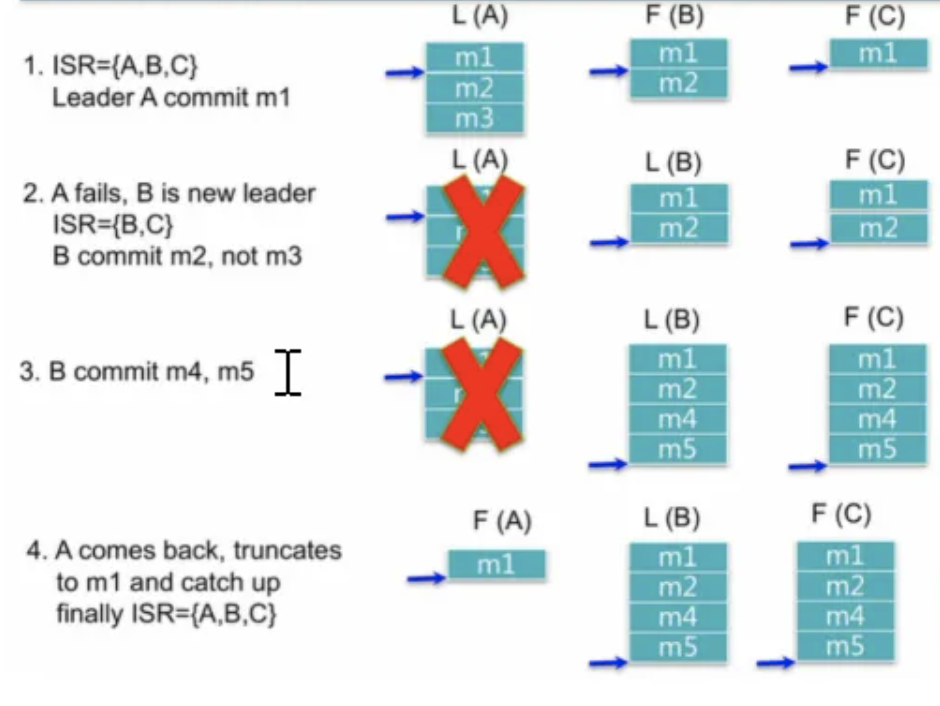 L (A) F (B) F (C)
1. ISR={A,B,C}
Leader A commit m1
m1 m1 m1
m2 m2
m3
L (A) L (B) F (C)
2. A fails, B is new leader
ISR={B,C}
B commit m2, not m3
m1 m1
m2 m2
L (A) L (B) F (C)
3. B commit m4, m5
m1 m1
m2 m2
m4 m4
m5 m5
F (A) L (B) F (C)
4. A comes back, truncates
to m1 and catch up
finally ISR={A,B,C}
m1 m1 m1
m2 m2
m4 m4
m5 m5